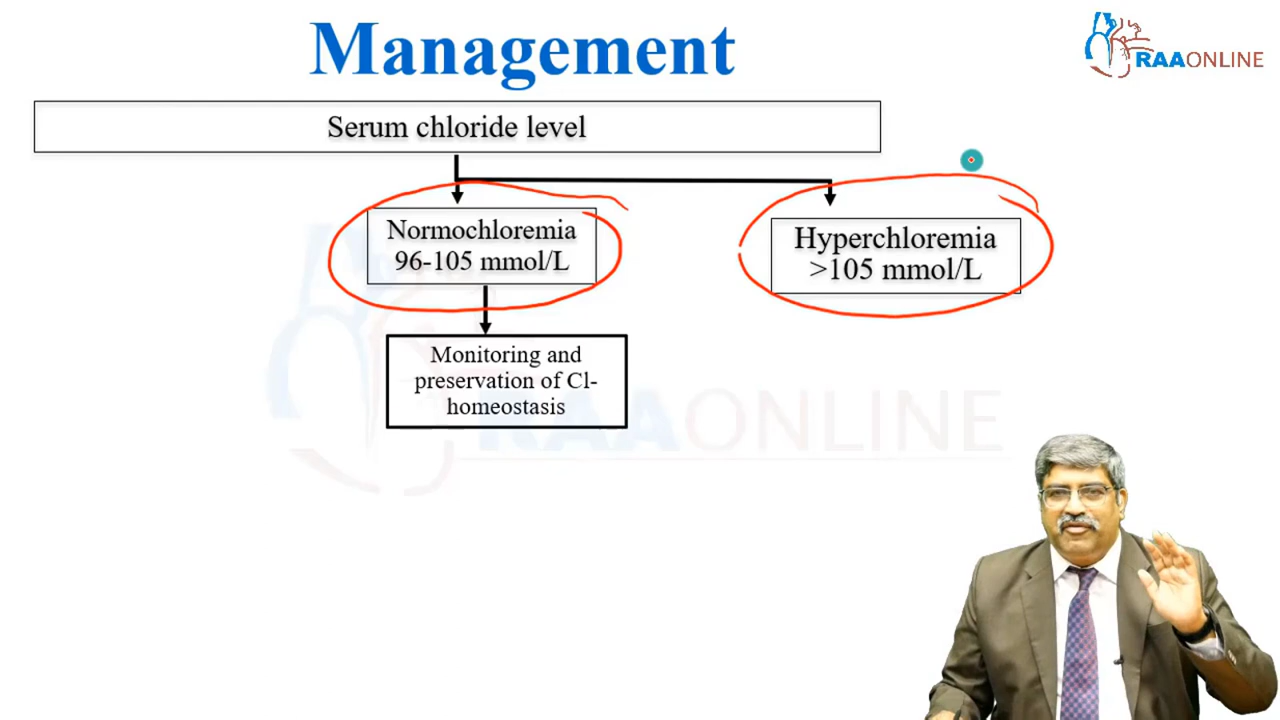 Management
RAAONLINE
Serum chloride level
Normochloremia
96-105 mmol/L
Hyperchloremia
>105 mmol/L
Monitoring and
preservation of Cl-
homeostasis
RAAONLINE